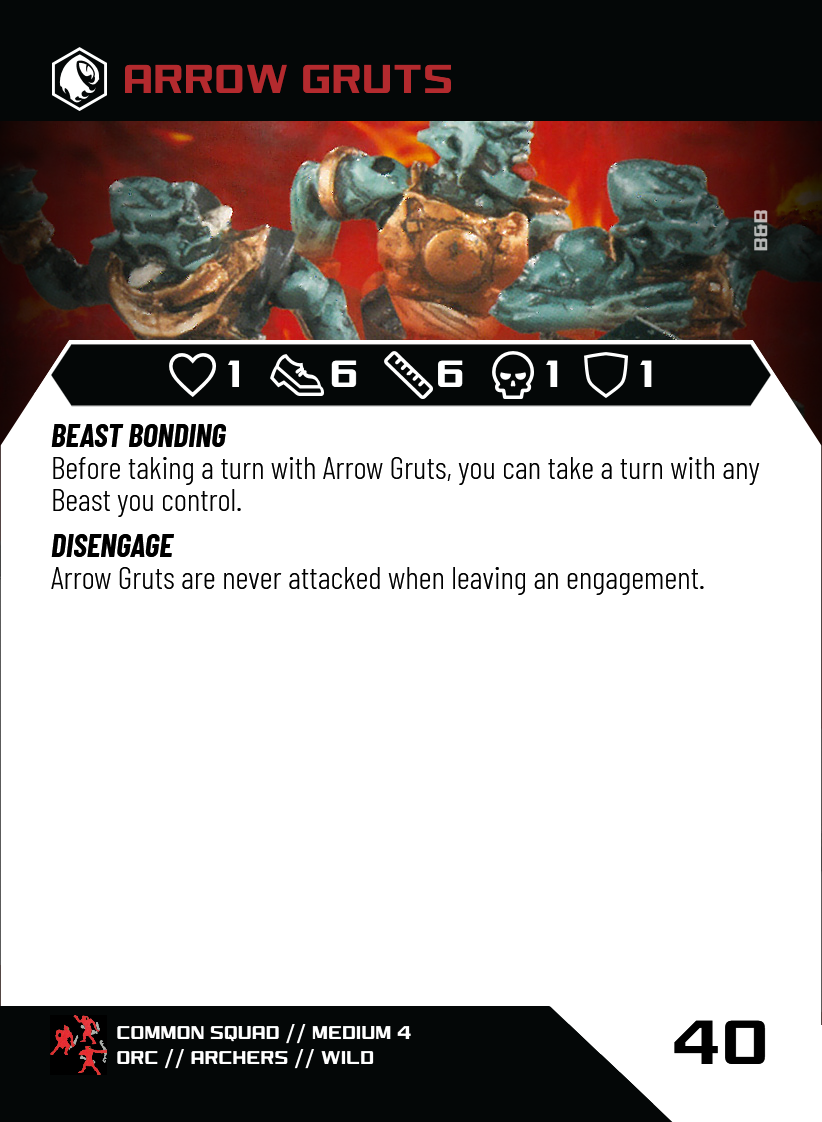 ARROW GRUTS
B&B
1 6 6 1 1
BEAST BONDING
Before taking a turn with Arrow Gruts, you can take a turn with any
Beast you control.
DISENGAGE
Arrow Gruts are never attacked when leaving an engagement.
COMMON SQUAD // MEDIUM 4
ORC // ARCHERS // WILD
40